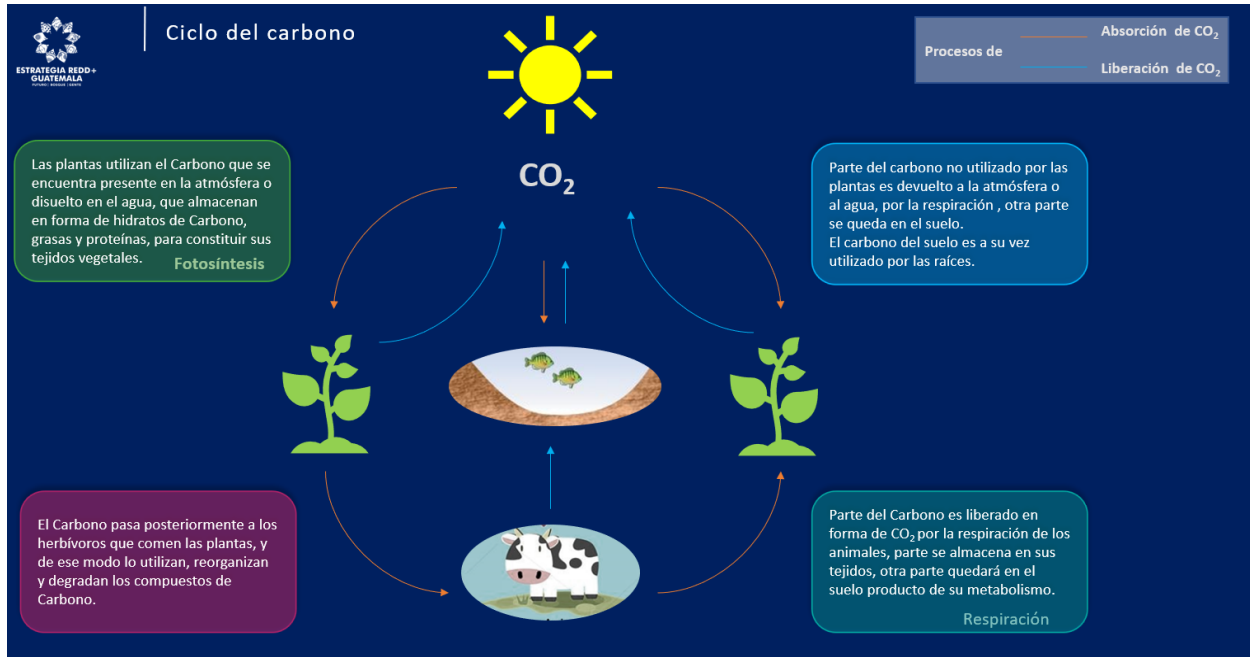 ESTRATEGIA REDD+
GUATEMALA
FUTURO | BOSQUE | GENTE
Ciclo del carbono
Procesos de
Absorción de CO₂
Liberación de CO₂
CO₂
Las plantas utilizan el Carbono que se
encuentra presente en la atmósfera o
disuelto en el agua, que almacenan
en forma de hidratos de Carbono,
grasas y proteínas, para constituir sus
tejidos vegetales.
Fotosíntesis
Parte del carbono no utilizado por las
plantas es devuelto a la atmósfera o
al agua, por la respiración , otra parte
se queda en el suelo.
El carbono del suelo es a su vez
utilizado por las raíces.
El Carbono pasa posteriormente a los
herbívoros que comen las plantas, y
de ese modo lo utilizan, reorganizan
y degradan los compuestos de
Carbono.
Parte del Carbono es liberado en
forma de CO₂ por la respiración de los
animales, parte se almacena en sus
tejidos, otra parte quedará en el
suelo producto de su metabolismo.
Respiración